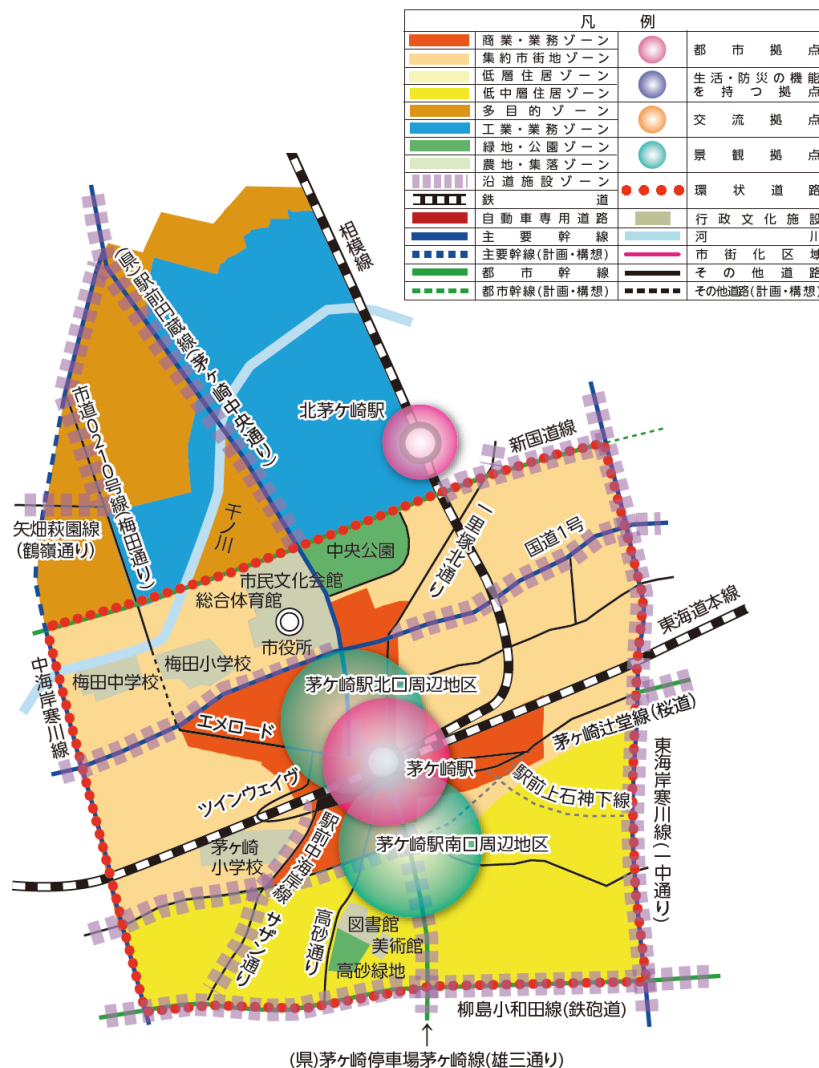 凡例
商業・業務ゾーン
集約市街地ゾーン
低層住居ゾーン
低中層住居ゾーン
多目的ゾーン
工業・業務ゾーン
緑地・公園ゾーン
農地・集落ゾーン
沿道施設ゾーン
鉄道
自動車専用道路
主要幹線
主要幹線(計画・構想)
都市幹線
都市幹線(計画・構想)
都市拠点
生活・防災の機能
を持つ拠点
交流拠点
景観拠点
環状道路
行政文化施設
河川
市街化区域
その他道路
その他道路(計画・構想)
相模線
(県)駅前円蔵線(茅ケ崎中央通り)
北茅ケ崎駅
新国道線
市道0210号線(梅田通り)
矢畑萩園線
(鶴嶺通り)
千ノ川
中央公園
一里塚北通り
国道1号
市民文化会館
総合体育館
市役所
東海道本線
梅田小学校
梅田中学校
中海岸寒川線
茅ケ崎駅北口周辺地区
エメロード
茅ケ崎辻堂線(桜道)
茅ケ崎駅
ツインウェイヴ
駅前上石神下線
東海岸寒川線(一中通り)
茅ケ崎
小学校
駅前中海岸線
茅ケ崎駅南口周辺地区
サザン通り
高砂通り
図書館
美術館
高砂緑地
柳島小和田線(鉄砲道)
(県)茅ケ崎停車場茅ケ崎線(雄三通り)